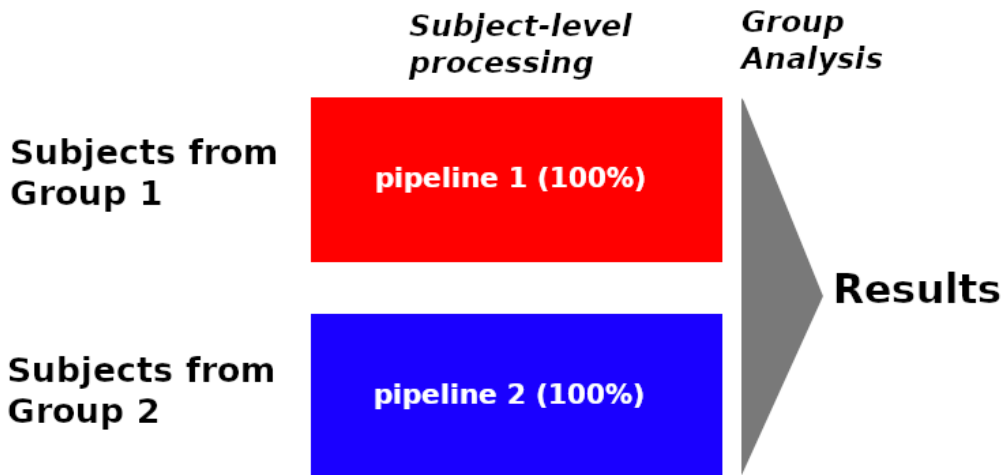 Subject-level
processing
Group
Analysis
Subjects from
Group 1
pipeline 1 (100%)
Results
Subjects from
Group 2
pipeline 2 (100%)